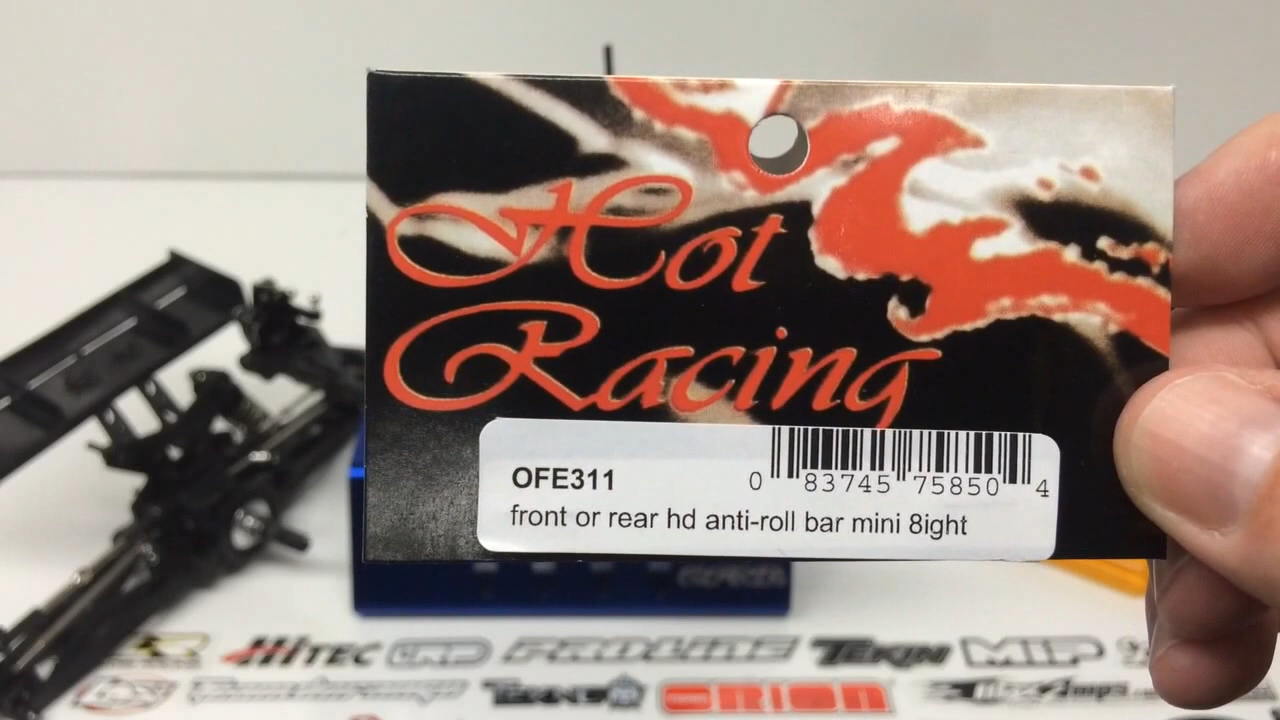 Hot
Racing
OFE311
0 83745 75850 4
front or rear hd anti-roll bar mini 8ight
HiTEC PROLINE TEKIN MIP
TEKNO ORION